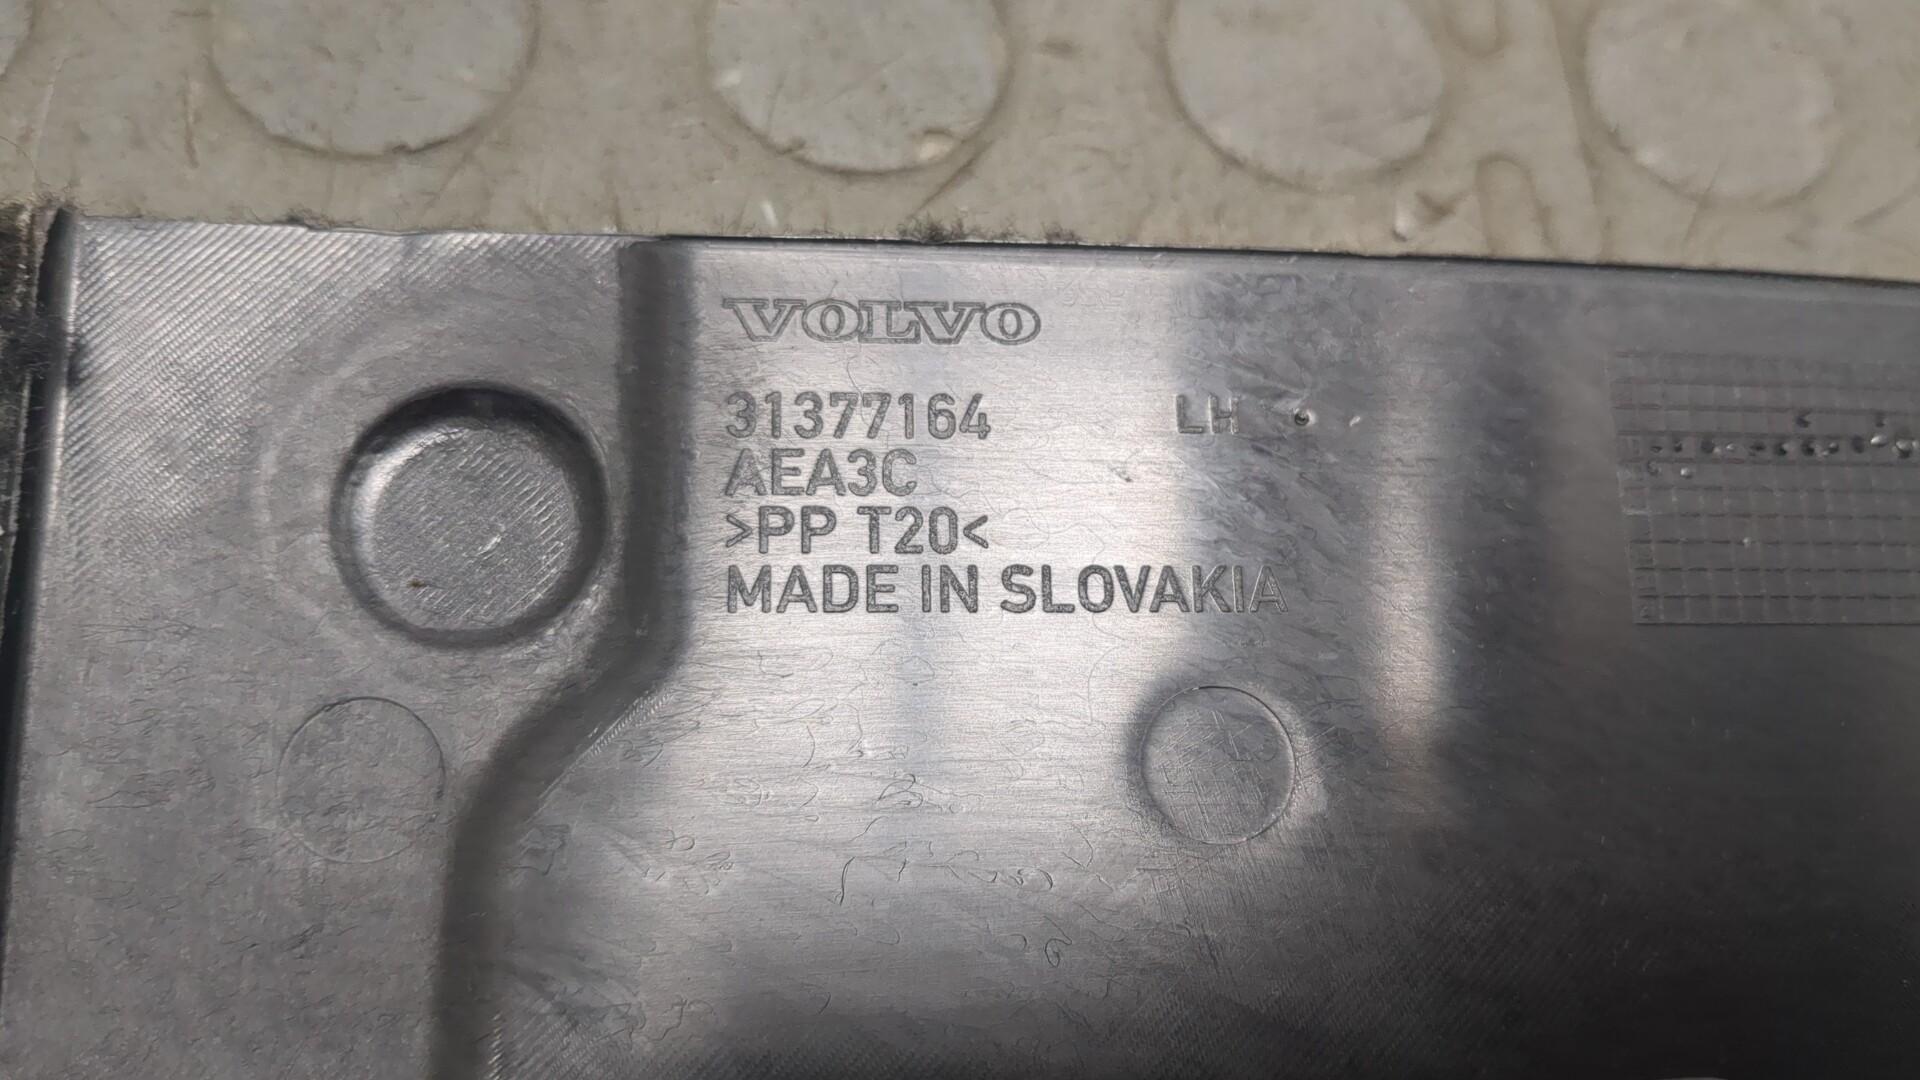 VOLVO
31377164 LH
AEA3C
>PP T20<
MADE IN SLOVAKIA